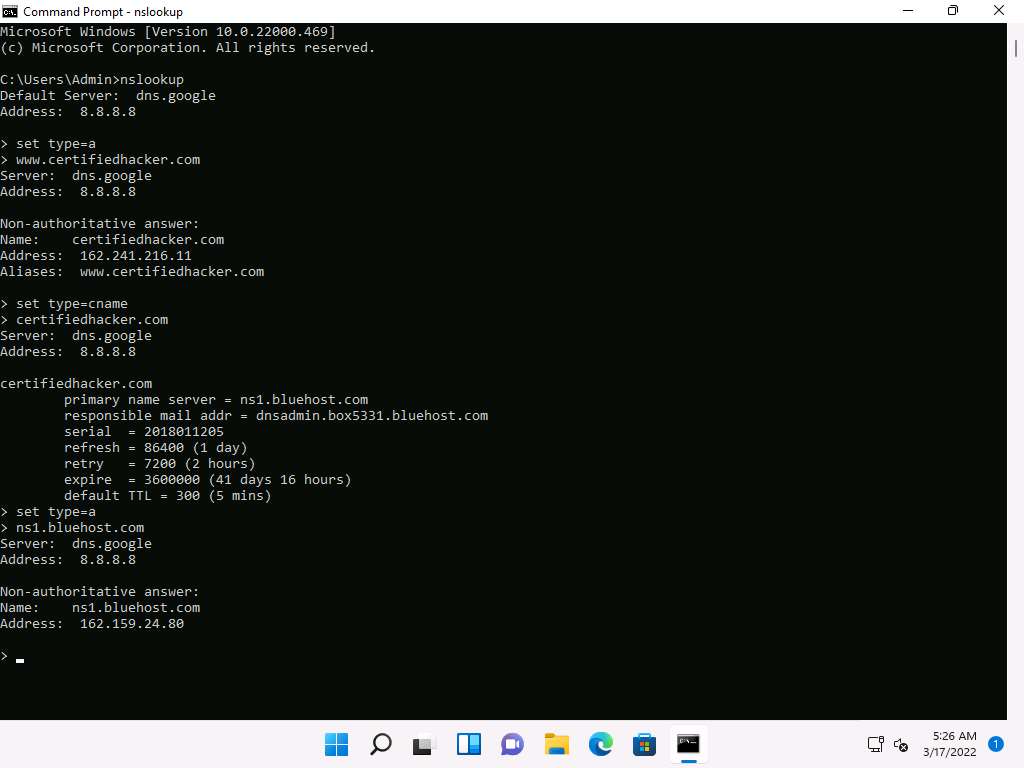 Command Prompt - nslookup
Microsoft Windows [Version 10.0.22000.469]
(c) Microsoft Corporation. All rights reserved.
C:\Users\Admin>nslookup
Default Server:  dns.google
Address:  8.8.8.8
> set type=a
> www.certifiedhacker.com
Server:  dns.google
Address:  8.8.8.8
Non-authoritative answer:
Name:    certifiedhacker.com
Address:  162.241.216.11
Aliases:  www.certifiedhacker.com
> set type=cname
> certifiedhacker.com
Server:  dns.google
Address:  8.8.8.8
certifiedhacker.com
        primary name server = ns1.bluehost.com
        responsible mail addr = dnsadmin.box5331.bluehost.com
        serial  = 2018011205
        refresh = 86400 (1 day)
        retry   = 7200 (2 hours)
        expire  = 3600000 (41 days 16 hours)
        default TTL = 300 (5 mins)
> set type=a
> ns1.bluehost.com
Server:  dns.google
Address:  8.8.8.8
Non-authoritative answer:
Name:    ns1.bluehost.com
Address:  162.159.24.80
>
5:26 AM
3/17/2022
1